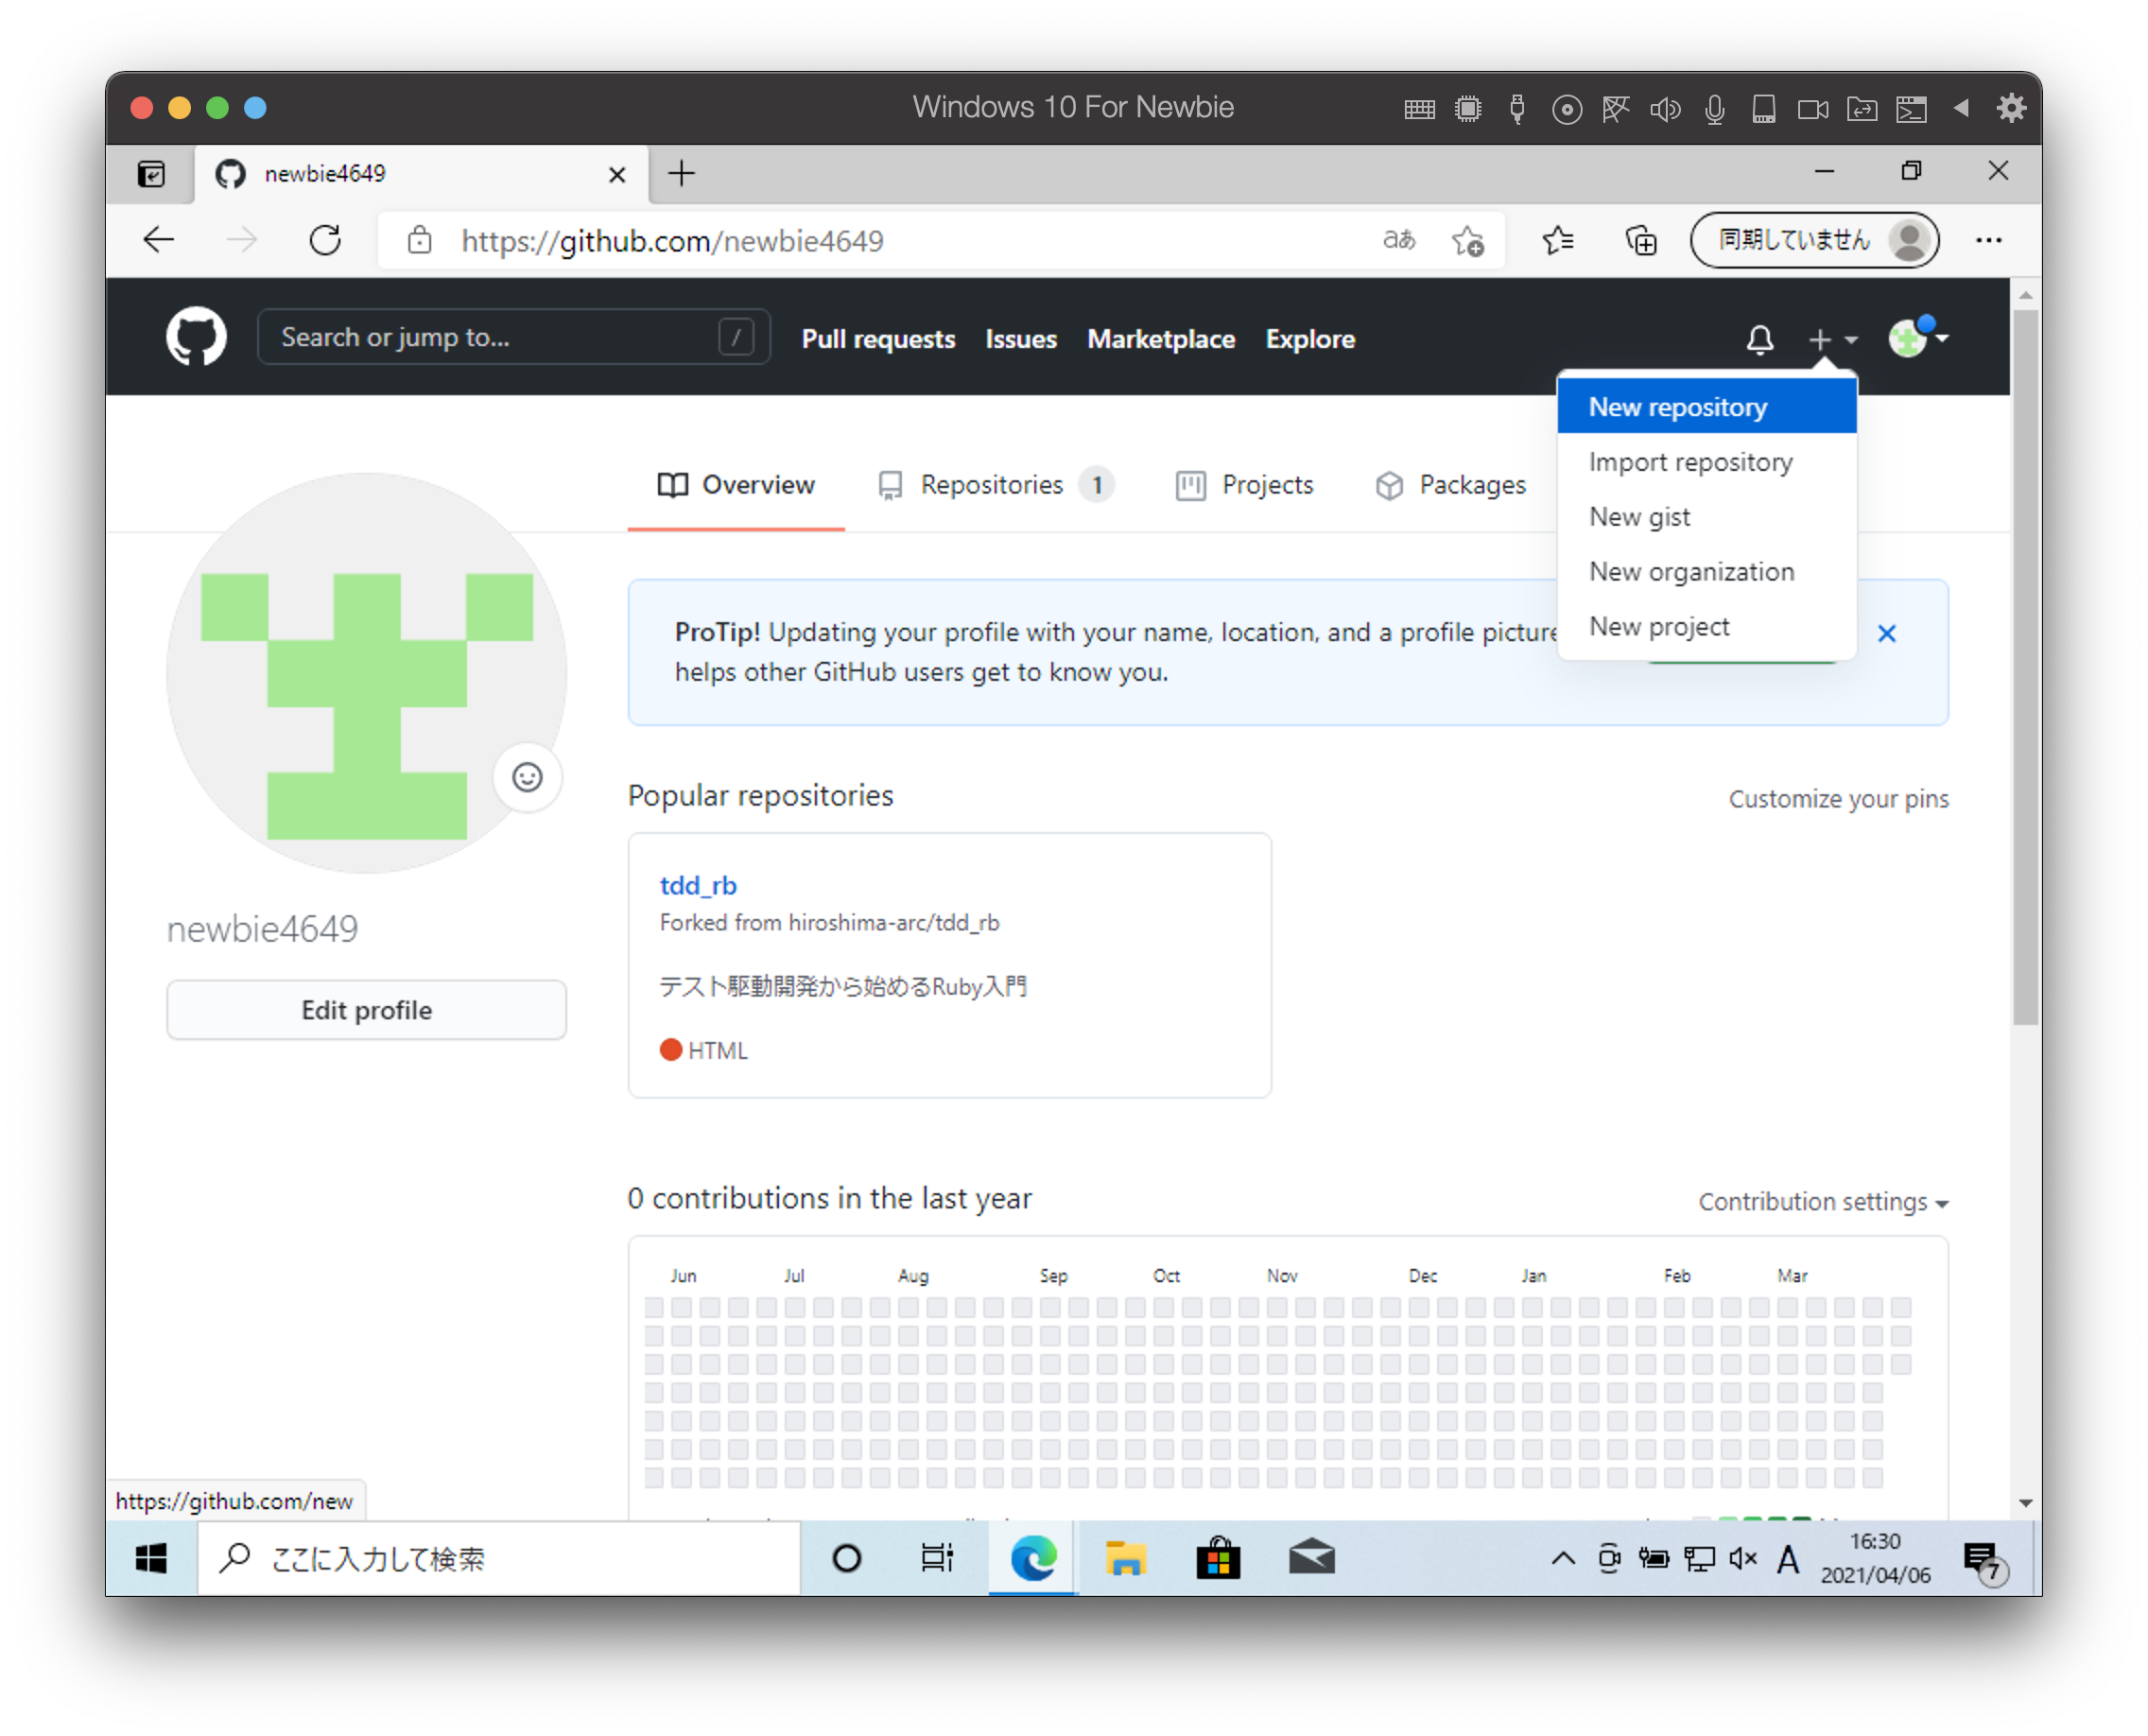 Windows 10 For Newbie
newbie4649
https://github.com/newbie4649
aあ
同期していません
Search or jump to...
/
Pull requests
Issues
Marketplace
Explore
New repository
Import repository
New gist
New organization
New project
Overview
Repositories 1
Projects
Packages
ProTip! Updating your profile with your name, location, and a profile picture
helps other GitHub users get to know you.
newbie4649
Edit profile
Popular repositories
Customize your pins
tdd_rb
Forked from hiroshima-arc/tdd_rb
テスト駆動開発から始めるRuby入門
HTML
0 contributions in the last year
Contribution settings
Jun Jul Aug Sep Oct Nov Dec Jan Feb Mar
https://github.com/new
ここに入力して検索
A
16:30
2021/04/06
7